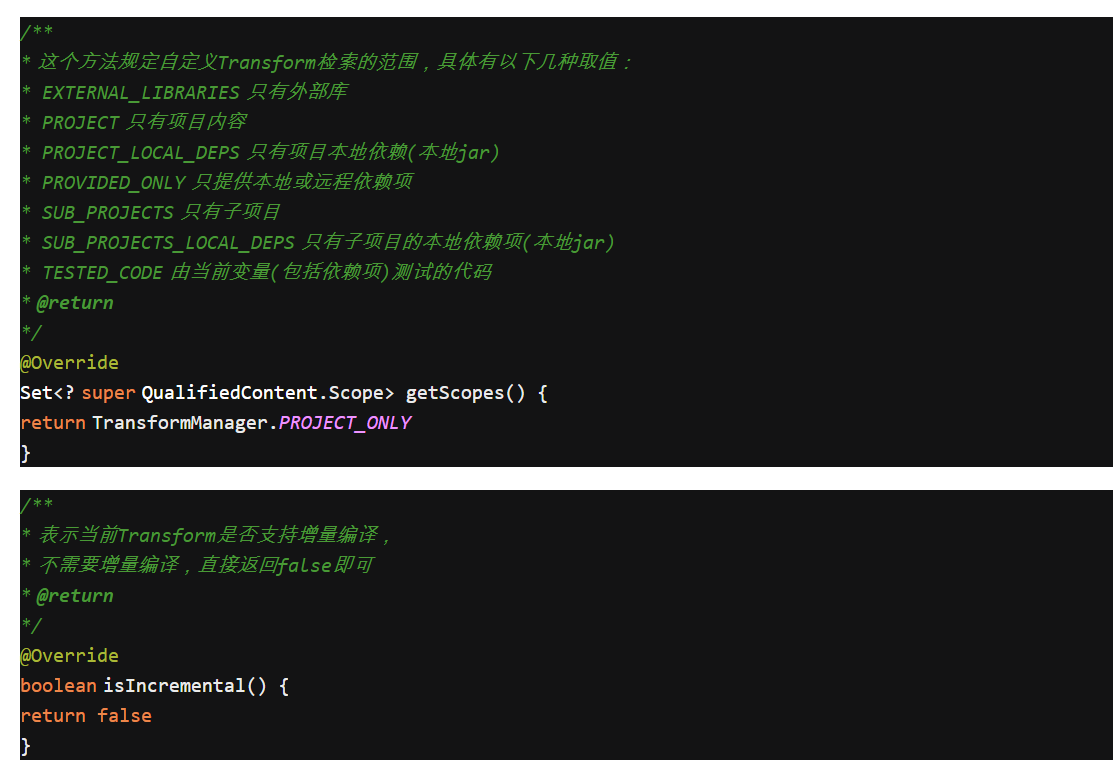 /**
* 这个方法规定自定义Transform检索的范围，具体有以下几种取值：
* EXTERNAL_LIBRARIES 只有外部库
* PROJECT 只有项目内容
* PROJECT_LOCAL_DEPS 只有项目本地依赖(本地jar)
* PROVIDED_ONLY 只提供本地或远程依赖项
* SUB_PROJECTS 只有子项目
* SUB_PROJECTS_LOCAL_DEPS 只有子项目的本地依赖项(本地jar)
* TESTED_CODE 由当前变量(包括依赖项)测试的代码
* @return
*/
@Override
Set<? super QualifiedContent.Scope> getScopes() {
return TransformManager.PROJECT_ONLY
}
/**
* 表示当前Transform是否支持增量编译，
* 不需要增量编译，直接返回false即可
* @return
*/
@Override
boolean isIncremental() {
return false
}